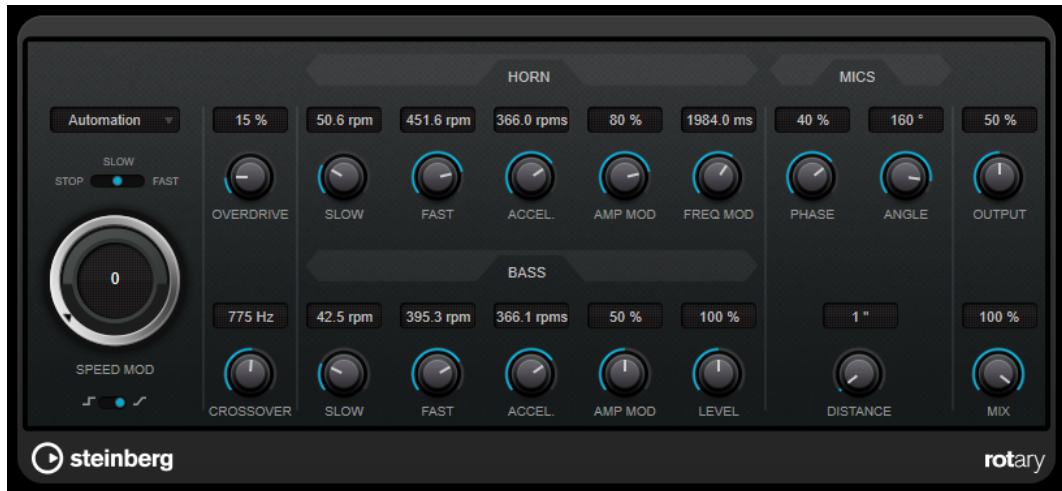 HORN MICS
Automation 15 % 50.6 rpm 451.6 rpm 366.0 rpms 80 % 1984.0 ms 40 % 160 ° 50 %
SLOW
STOP FAST
OVERDRIVE SLOW FAST ACCEL. AMP MOD FREQ MOD PHASE ANGLE OUTPUT
BASS
0
775 Hz 42.5 rpm 395.3 rpm 366.1 rpms 50 % 100 % 1 " 100 %
SPEED MOD
CROSSOVER SLOW FAST ACCEL. AMP MOD LEVEL DISTANCE MIX
steinberg rotary